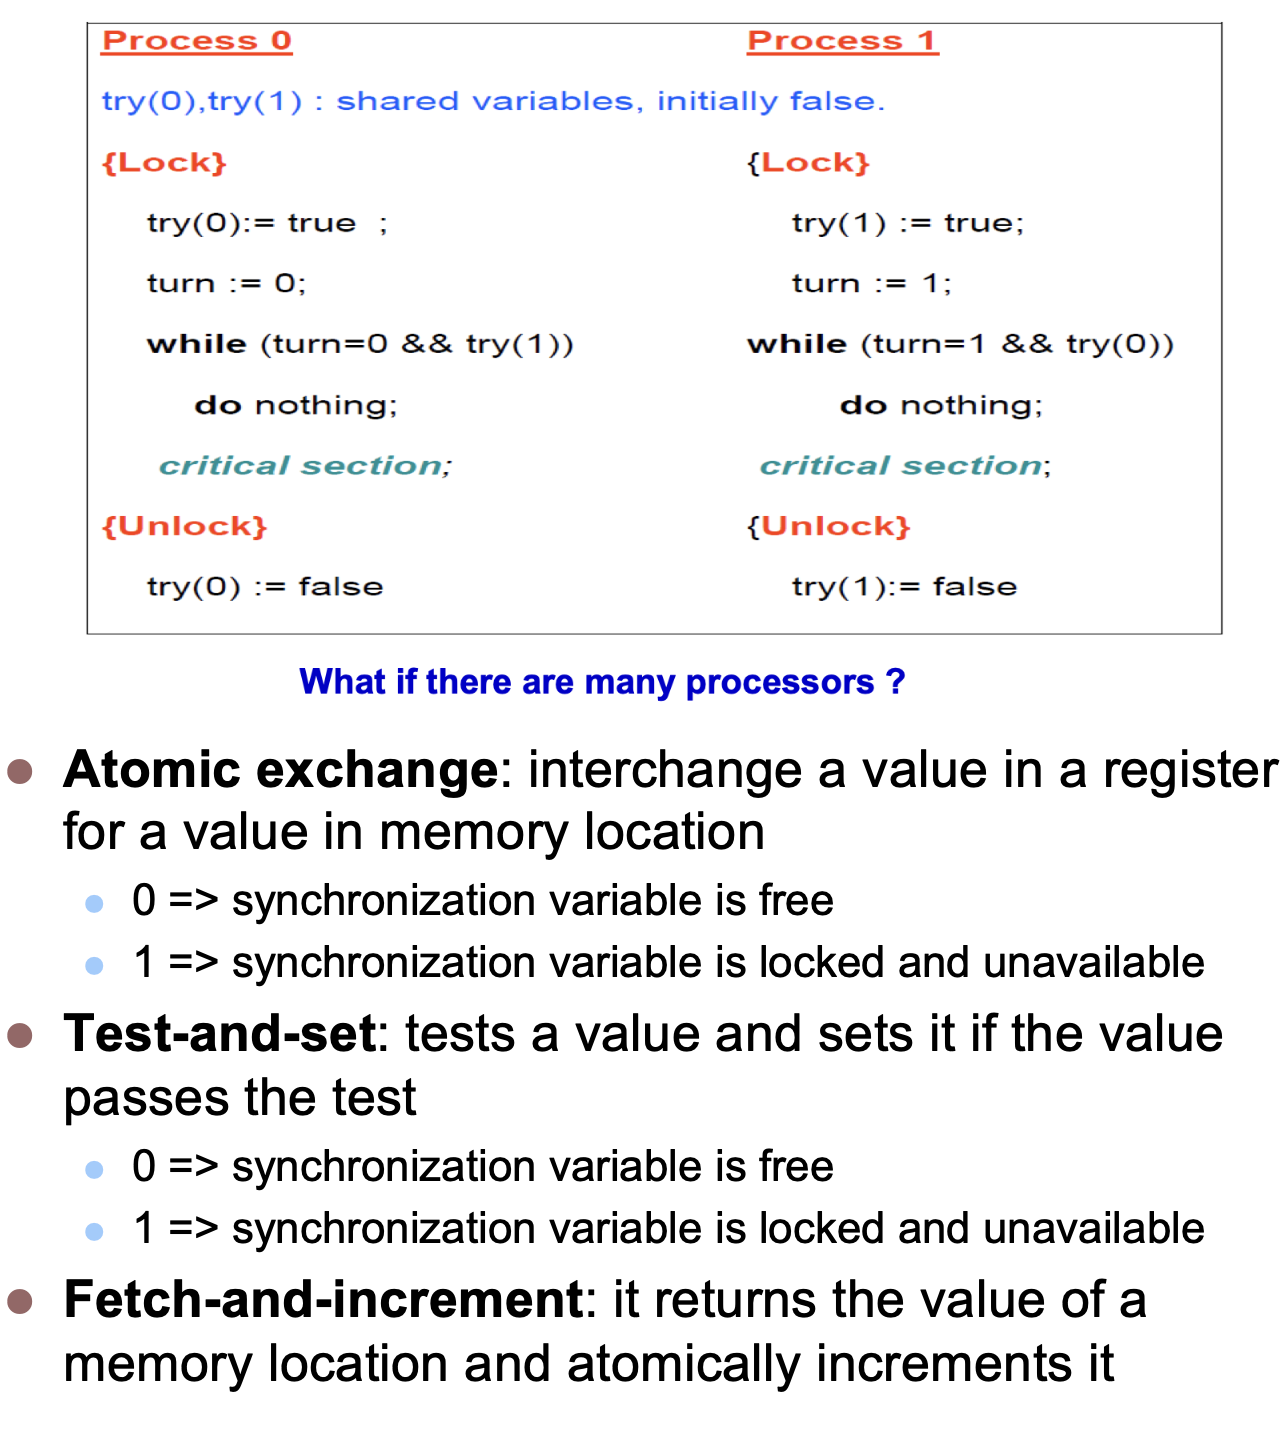 Process 0 Process 1
try(0),try(1) : shared variables, initially false.
{Lock} {Lock}
try(0):= true ; try(1) := true;
turn := 0; turn := 1;
while (turn=0 && try(1)) while (turn=1 && try(0))
do nothing; do nothing;
critical section; critical section;
{Unlock} {Unlock}
try(0) := false try(1):= false
What if there are many processors ?
● Atomic exchange: interchange a value in a register
for a value in memory location
● 0 => synchronization variable is free
● 1 => synchronization variable is locked and unavailable
● Test-and-set: tests a value and sets it if the value
passes the test
● 0 => synchronization variable is free
● 1 => synchronization variable is locked and unavailable
● Fetch-and-increment: it returns the value of a
memory location and atomically increments it